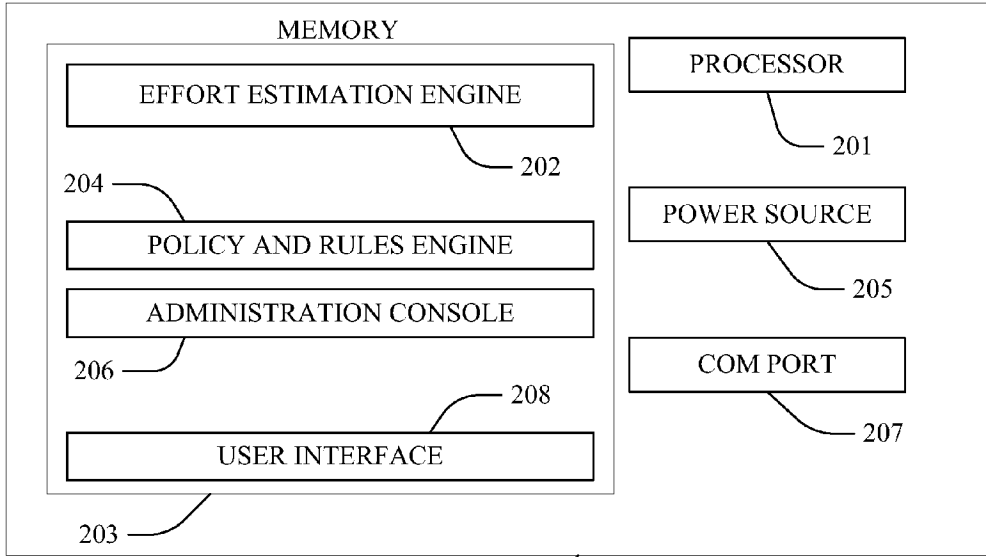 MEMORY
EFFORT ESTIMATION ENGINE
202
204
POLICY AND RULES ENGINE
ADMINISTRATION CONSOLE
206
208
USER INTERFACE
203
PROCESSOR
201
POWER SOURCE
205
COM PORT
207